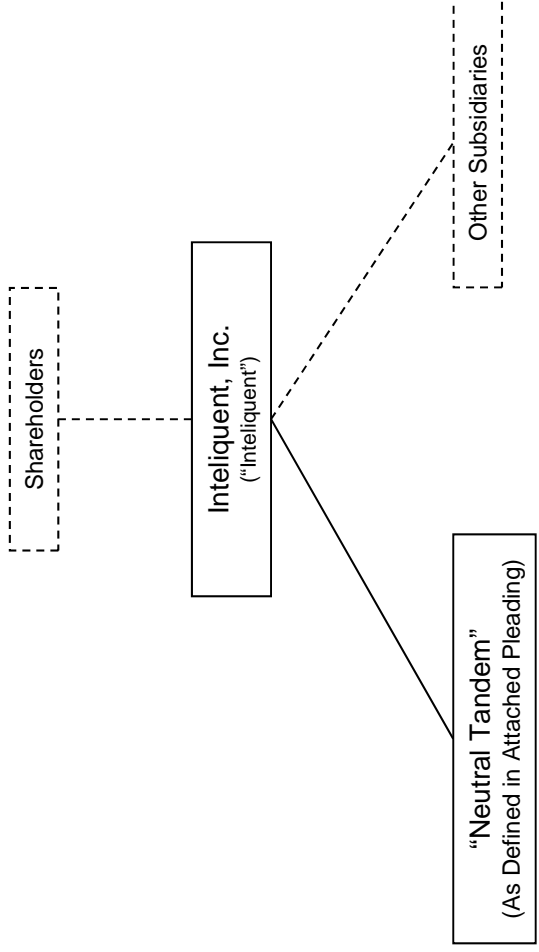 Shareholders
Inteliquent, Inc.
(“Inteliquent”)
“Neutral Tandem”
(As Defined in Attached Pleading)
Other Subsidiaries